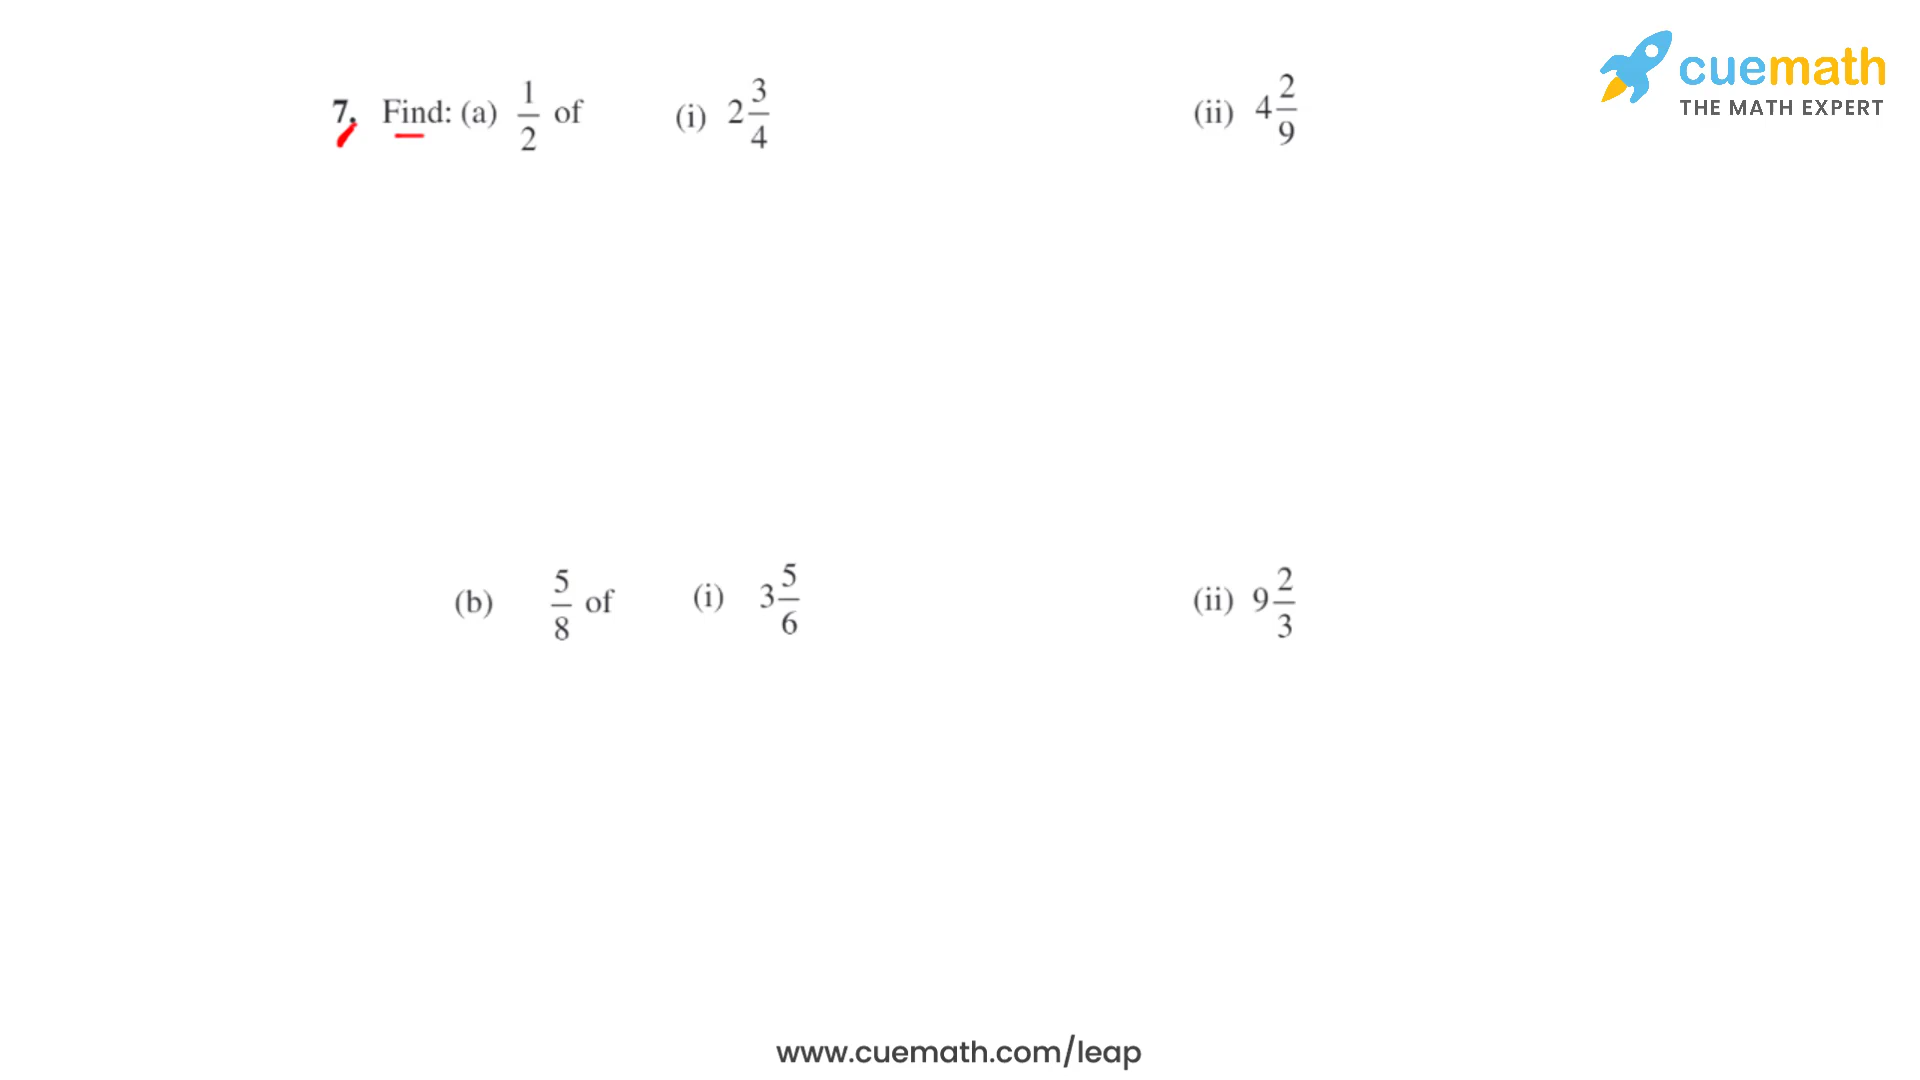 cuemath
THE MATH EXPERT
7. Find: (a) 1/2 of (i) 2 3/4 (ii) 4 2/9
(b) 5/8 of (i) 3 5/6 (ii) 9 2/3
www.cuemath.com/leap